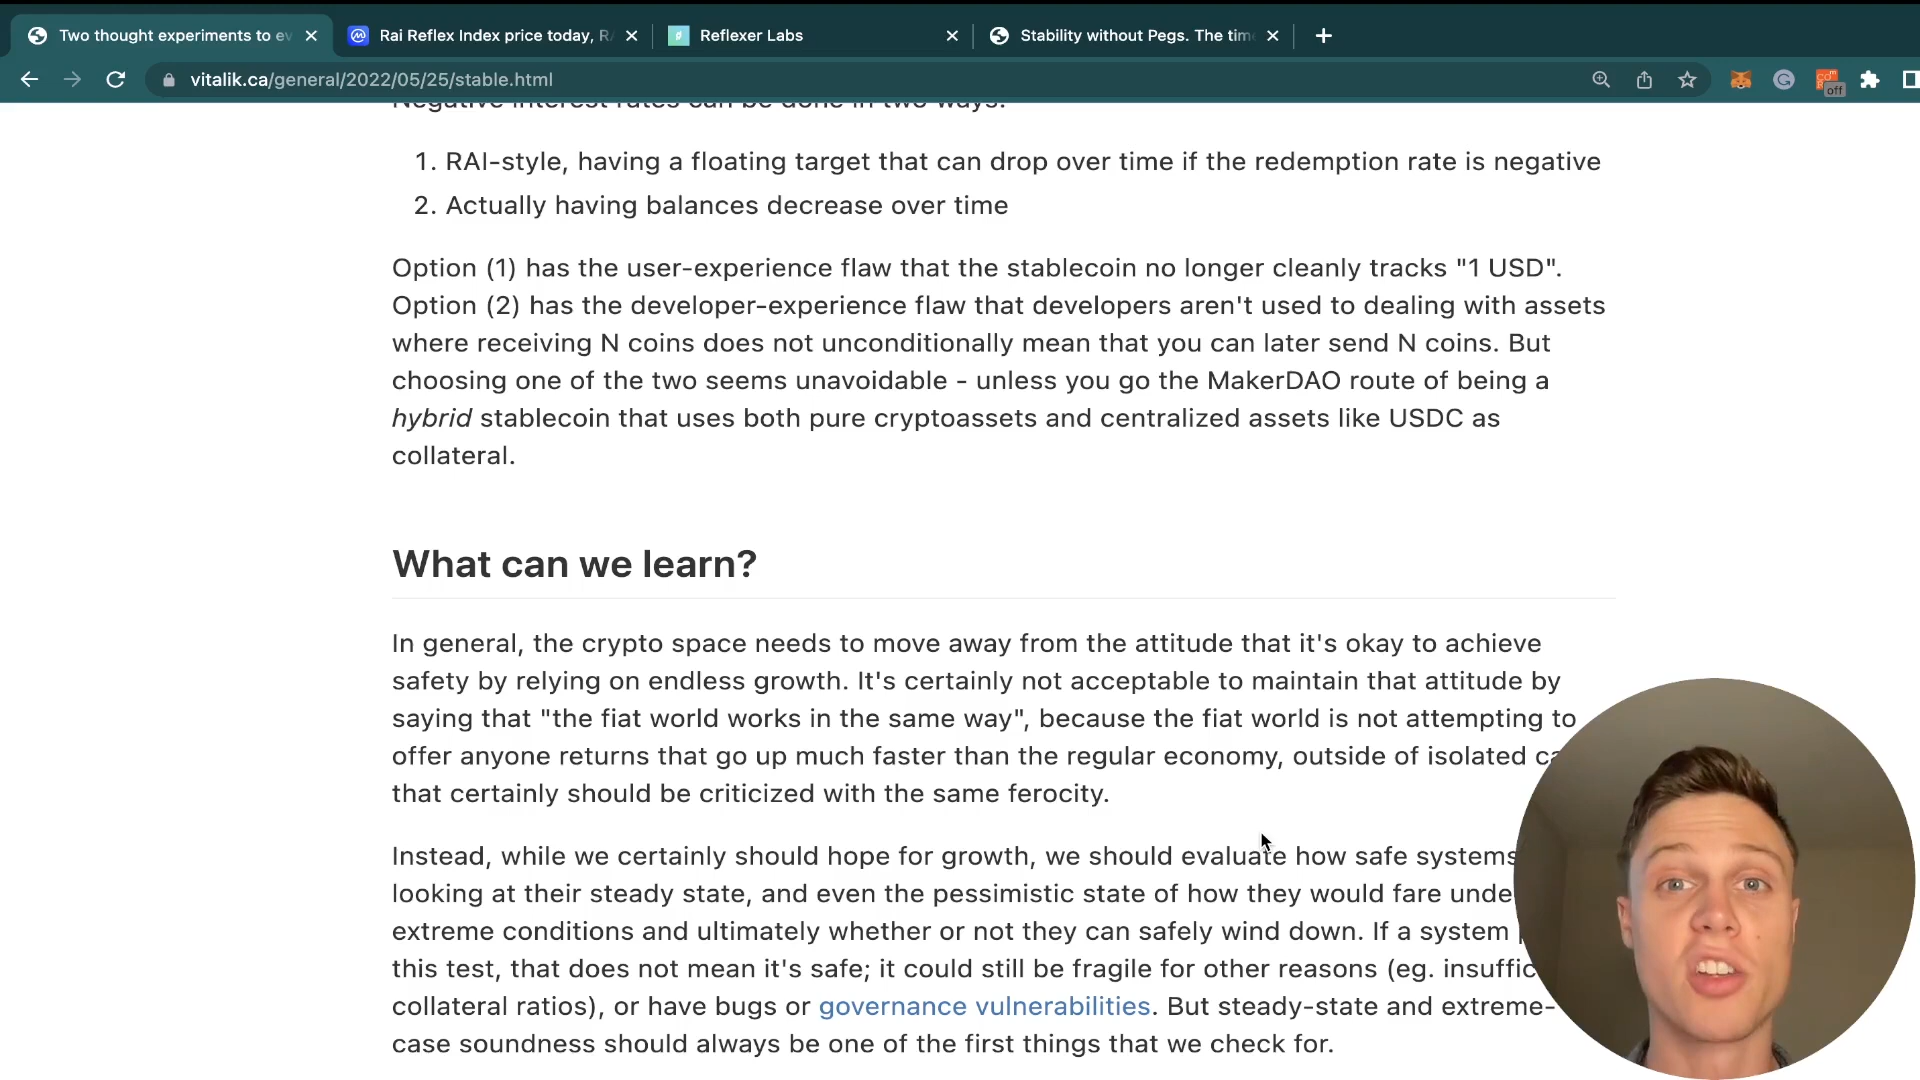 Two thought experiments to ev
Rai Reflex Index price today, RA
Reflexer Labs
Stability without Pegs. The tim
vitalik.ca/general/2022/05/25/stable.html
off
Negative interest rates can be done in two ways:
1. RAI-style, having a floating target that can drop over time if the redemption rate is negative
2. Actually having balances decrease over time
Option (1) has the user-experience flaw that the stablecoin no longer cleanly tracks "1 USD".
Option (2) has the developer-experience flaw that developers aren't used to dealing with assets
where receiving N coins does not unconditionally mean that you can later send N coins. But
choosing one of the two seems unavoidable - unless you go the MakerDAO route of being a
hybrid stablecoin that uses both pure cryptoassets and centralized assets like USDC as
collateral.
What can we learn?
In general, the crypto space needs to move away from the attitude that it's okay to achieve
safety by relying on endless growth. It's certainly not acceptable to maintain that attitude by
saying that "the fiat world works in the same way", because the fiat world is not attempting to
offer anyone returns that go up much faster than the regular economy, outside of isolated ca
that certainly should be criticized with the same ferocity.
Instead, while we certainly should hope for growth, we should evaluate how safe systems
looking at their steady state, and even the pessimistic state of how they would fare unde
extreme conditions and ultimately whether or not they can safely wind down. If a system
this test, that does not mean it's safe; it could still be fragile for other reasons (eg. insuffic
collateral ratios), or have bugs or governance vulnerabilities. But steady-state and extreme-
case soundness should always be one of the first things that we check for.